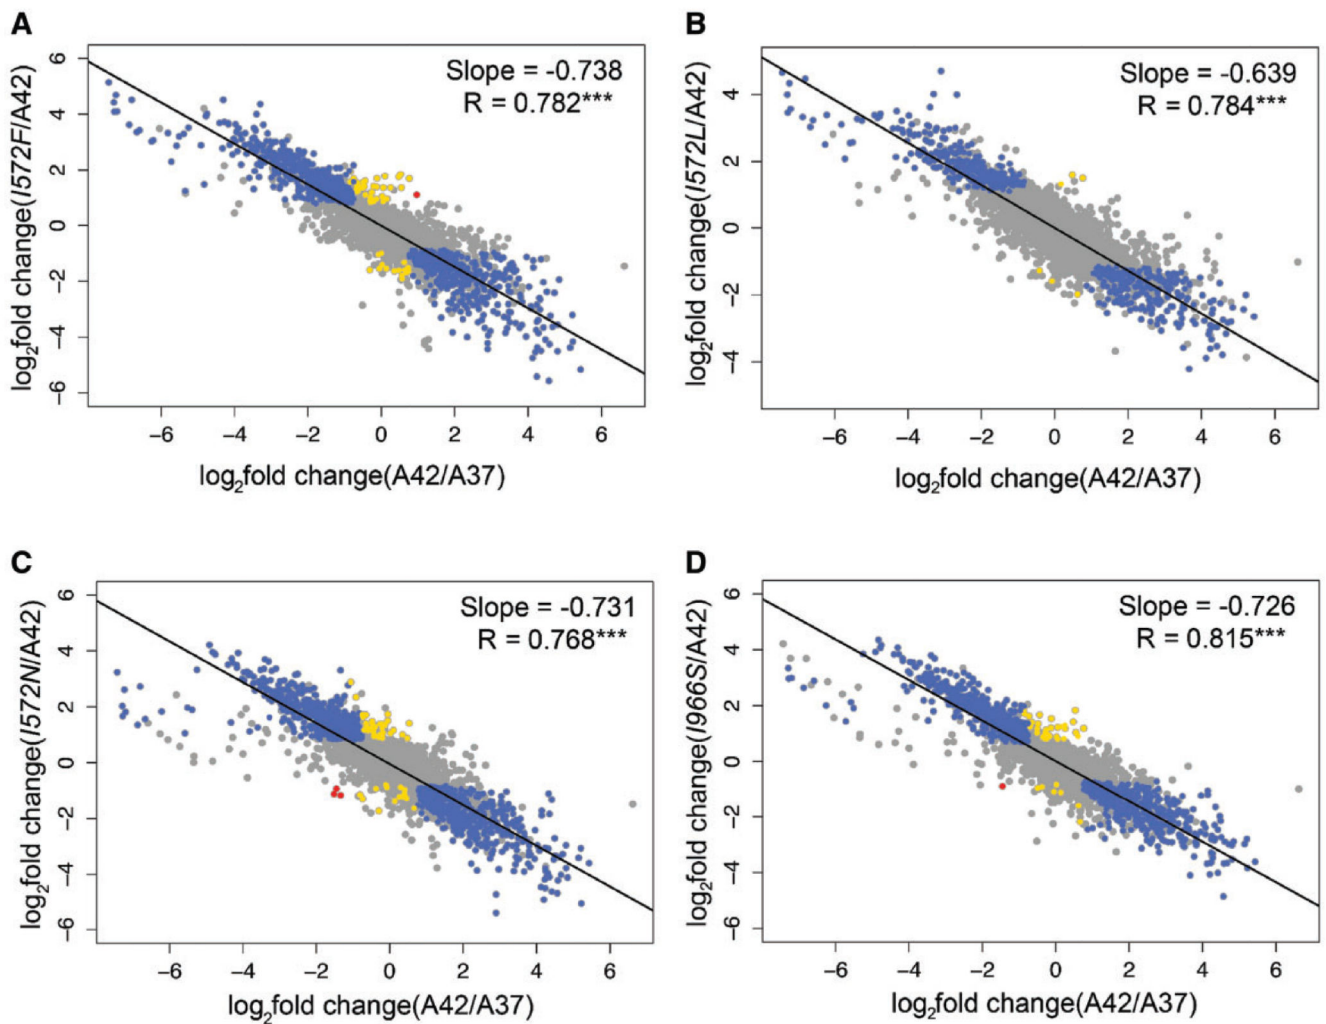 A
Slope = -0.738
R = 0.782***
log₂fold change(I572F/A42)
6
4
2
0
−2
−4
−6
−6 −4 −2 0 2 4 6
log₂fold change(A42/A37)
B
Slope = -0.639
R = 0.784***
log₂fold change(I572L/A42)
4
2
0
−2
−4
−6 −4 −2 0 2 4 6
log₂fold change(A42/A37)
C
Slope = -0.731
R = 0.768***
log₂fold change(I572N/A42)
6
4
2
0
−2
−4
−6
−6 −4 −2 0 2 4 6
log₂fold change(A42/A37)
D
Slope = -0.726
R = 0.815***
log₂fold change(I966S/A42)
6
4
2
0
−2
−4
−6
−6 −4 −2 0 2 4 6
log₂fold change(A42/A37)